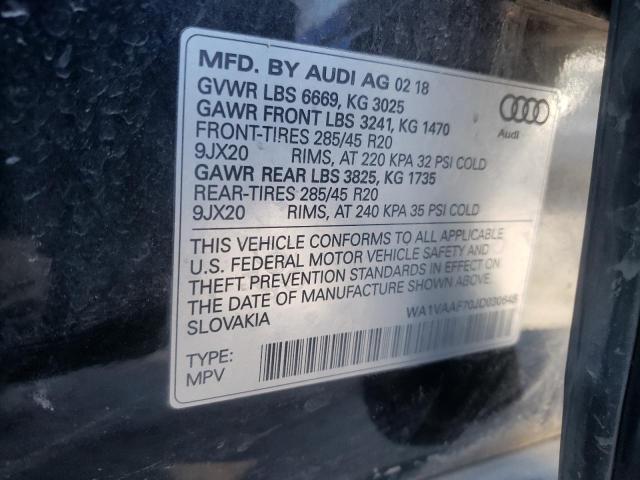 MFD. BY AUDI AG 02 18
GVWR LBS 6669, KG 3025
GAWR FRONT LBS 3241, KG 1470
FRONT-TIRES 285/45 R20
9JX20 RIMS, AT 220 KPA 32 PSI COLD
GAWR REAR LBS 3825, KG 1735
REAR-TIRES 285/45 R20
9JX20 RIMS, AT 240 KPA 35 PSI COLD
Audi
THIS VEHICLE CONFORMS TO ALL APPLICABLE
U.S. FEDERAL MOTOR VEHICLE SAFETY AND
THEFT PREVENTION STANDARDS IN EFFECT ON
THE DATE OF MANUFACTURE SHOWN ABOVE.
SLOVAKIA
WA1VAAF70JD030648
TYPE:
MPV